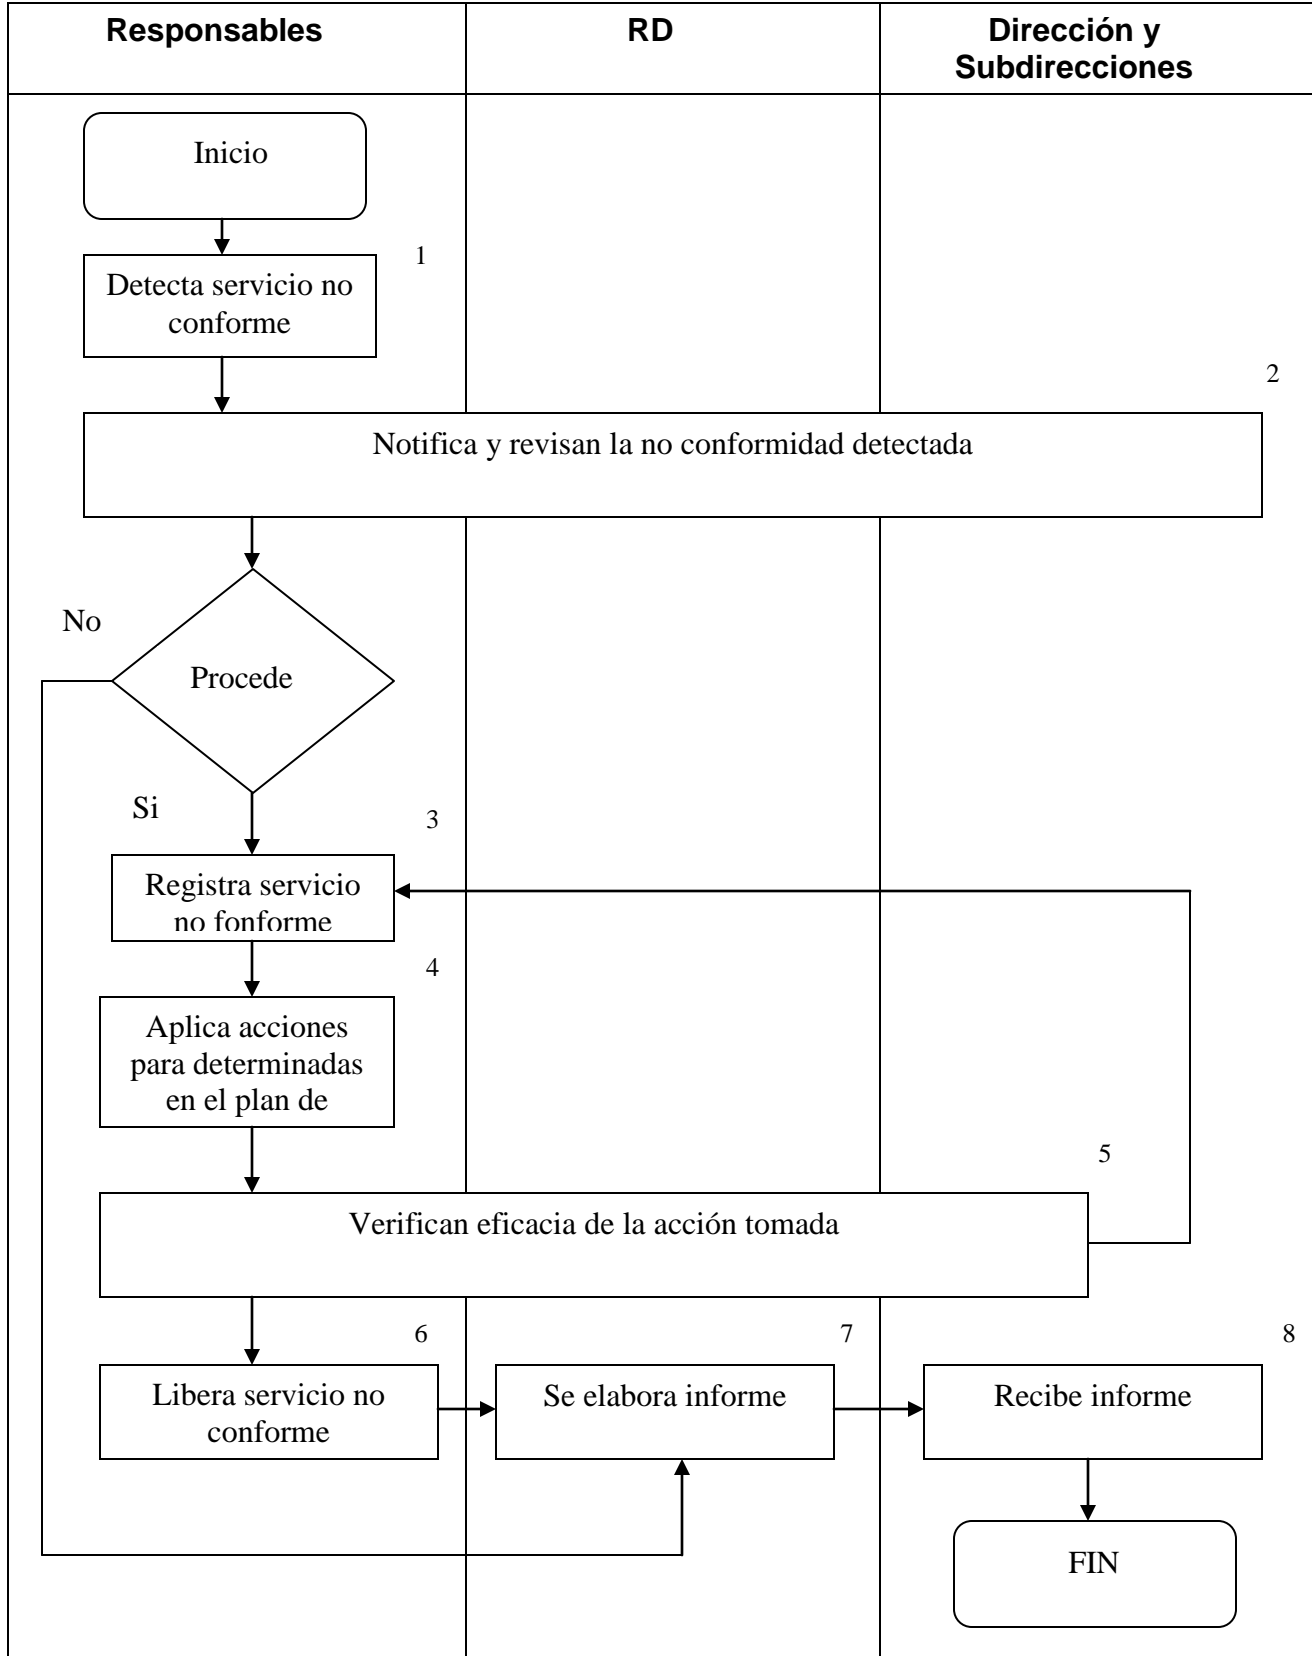 Responsables
RD
Dirección y
Subdirecciones
Inicio
1
Detecta servicio no
conforme
2
Notifica y revisan la no conformidad detectada
No
Procede
Si
3
Registra servicio
no fonforme
4
Aplica acciones
para determinadas
en el plan de
5
Verifican eficacia de la acción tomada
6
Libera servicio no
conforme
7
Se elabora informe
8
Recibe informe
FIN